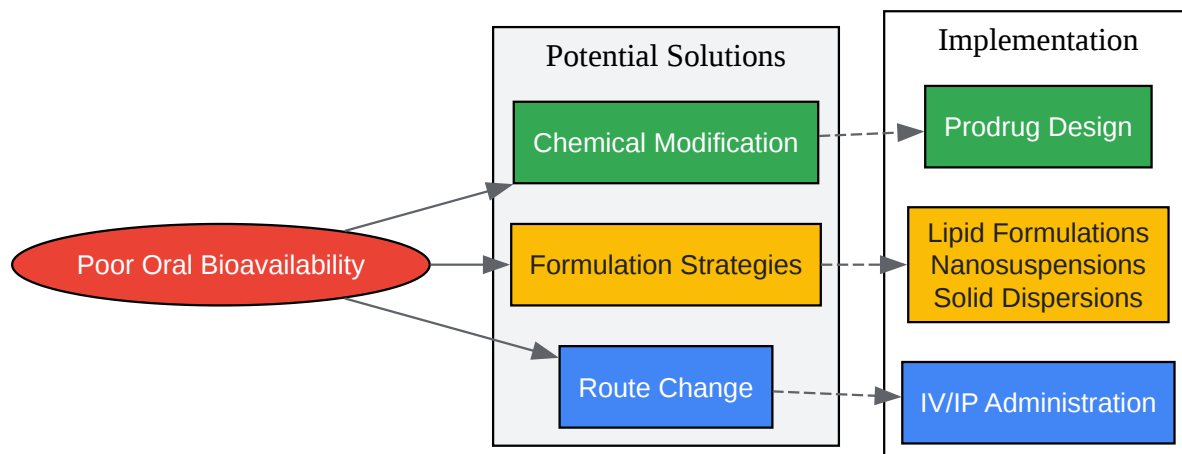 Potential Solutions
Implementation
Chemical Modification
Prodrug Design
Poor Oral Bioavailability
Formulation Strategies
Lipid Formulations
Nanosuspensions
Solid Dispersions
Route Change
IV/IP Administration